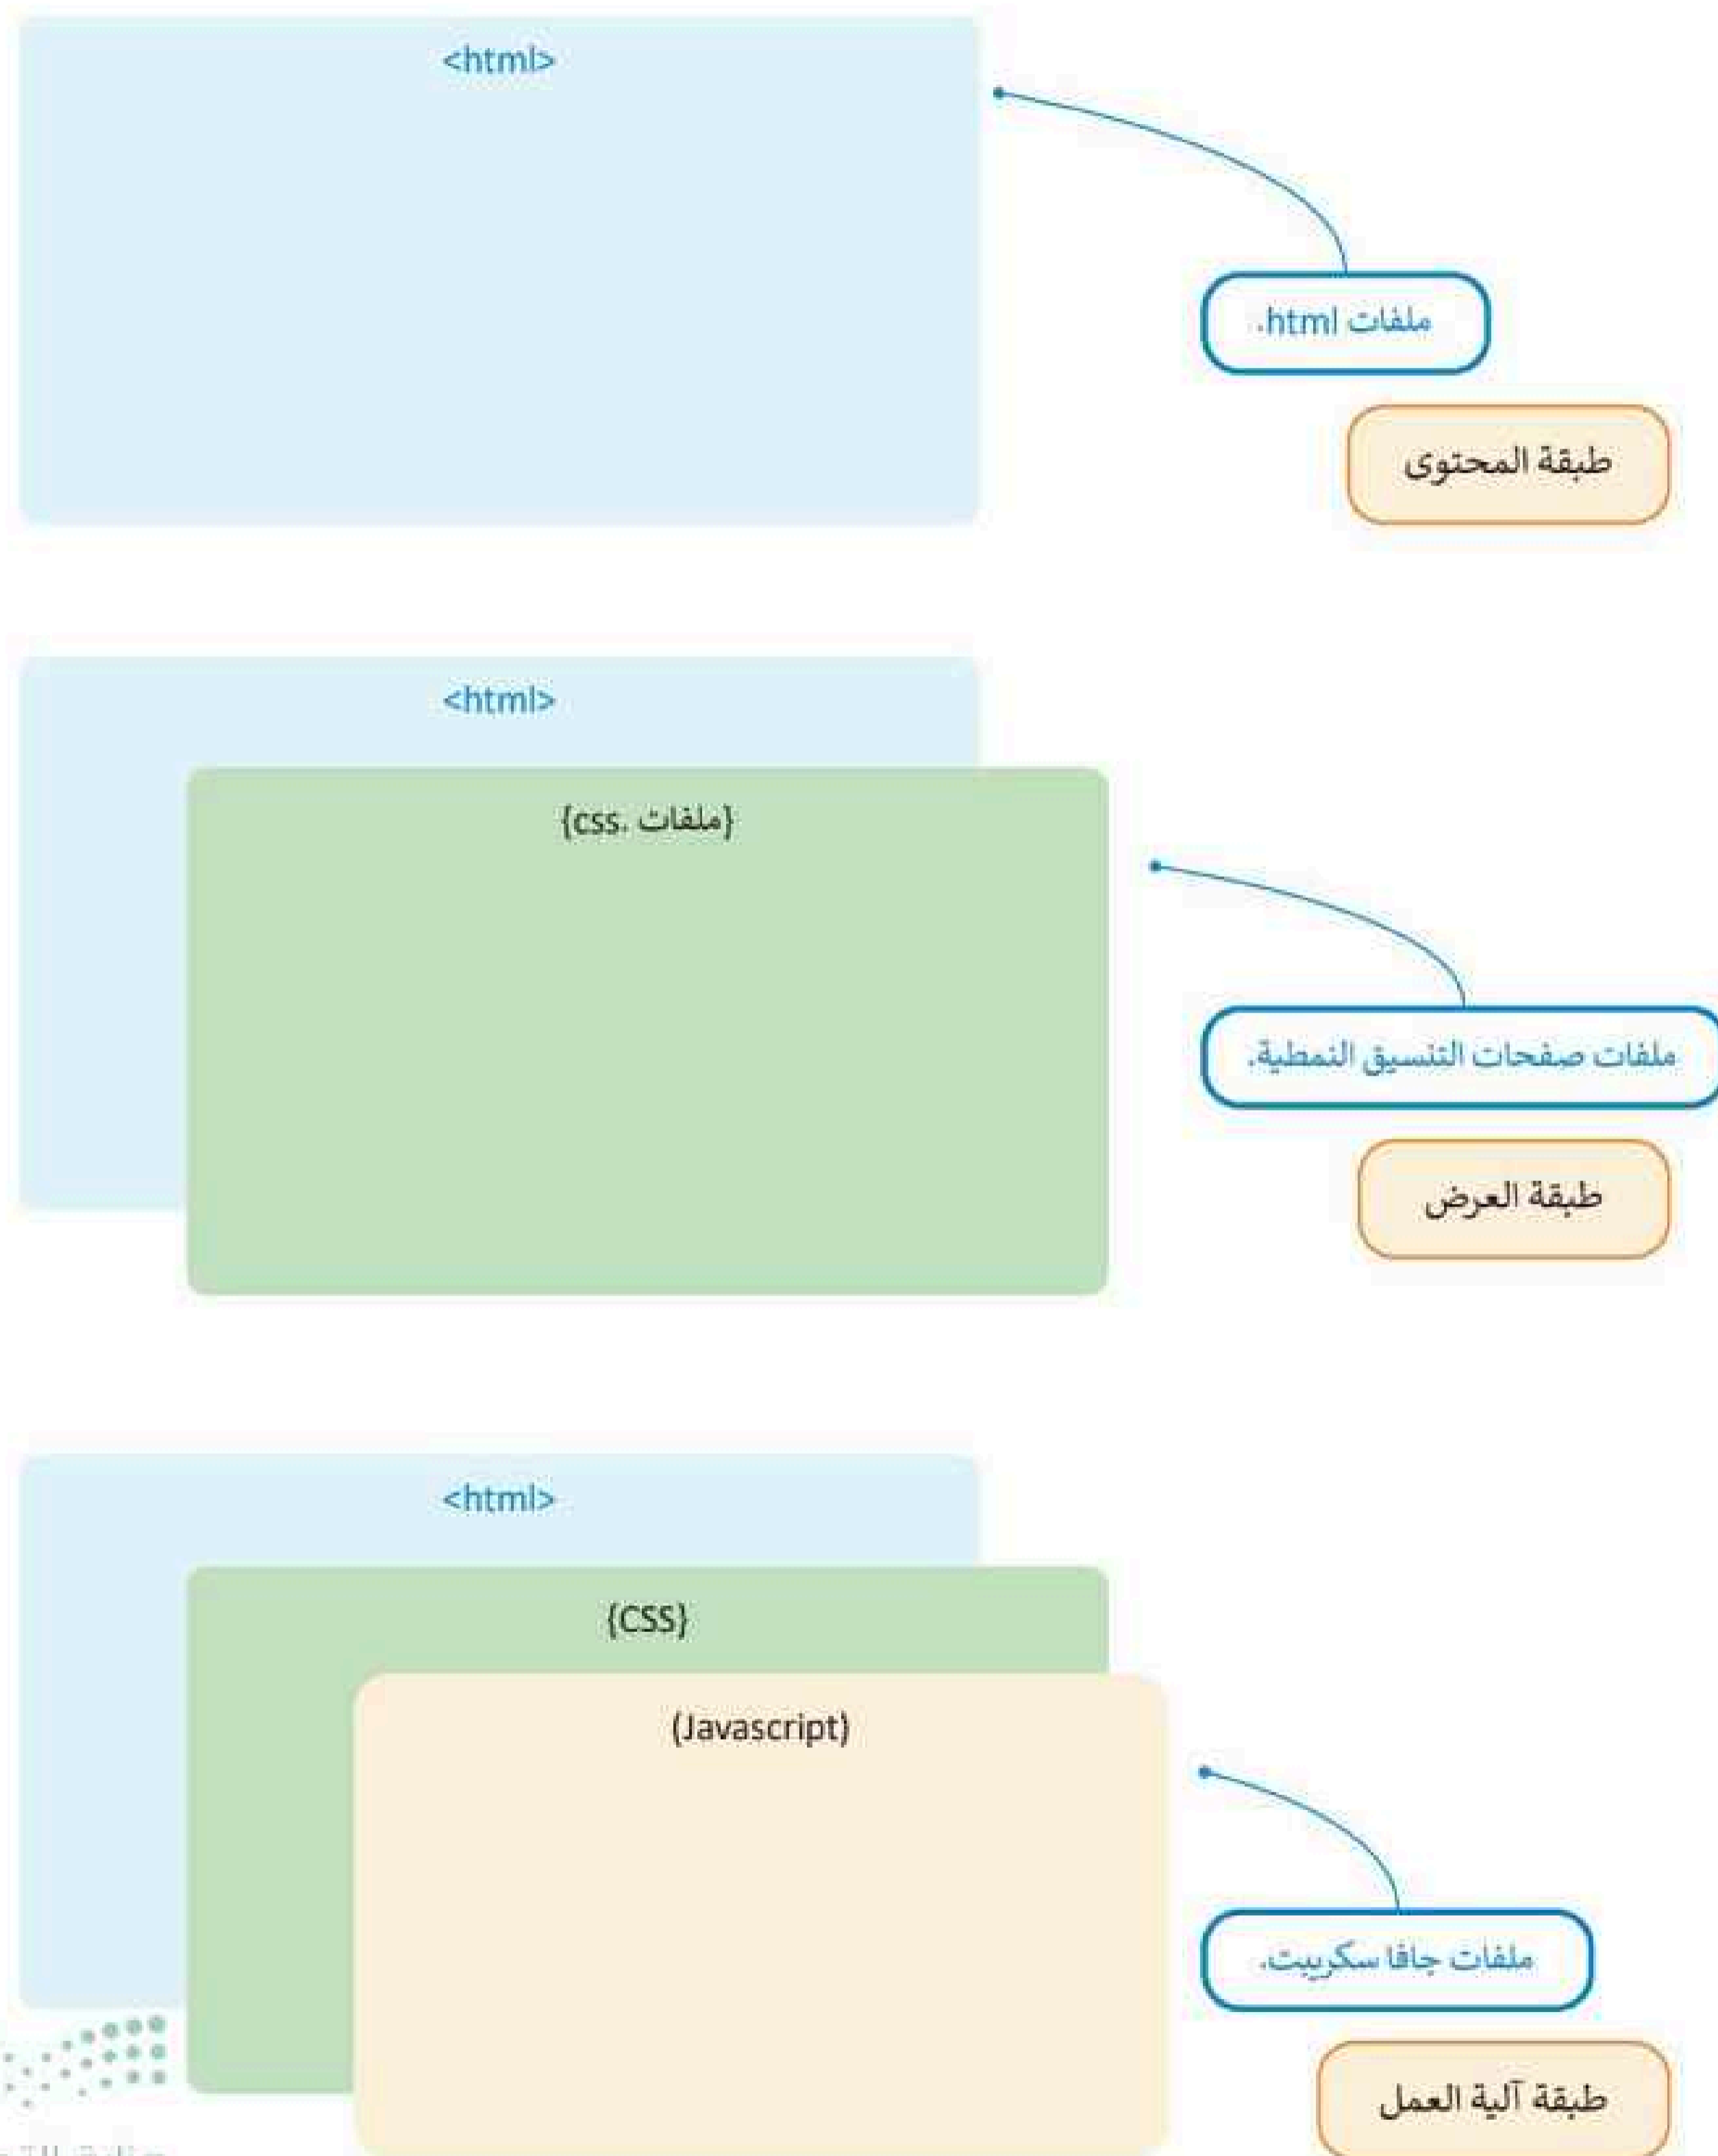 <html>
ملفات html.
طبقة المحتوى
<html>
{ملفات .css}
ملفات صفحات التنسيق النمطية.
طبقة العرض
<html>
{CSS}
(Javascript)
ملفات جافا سكريبت.
طبقة آلية العمل